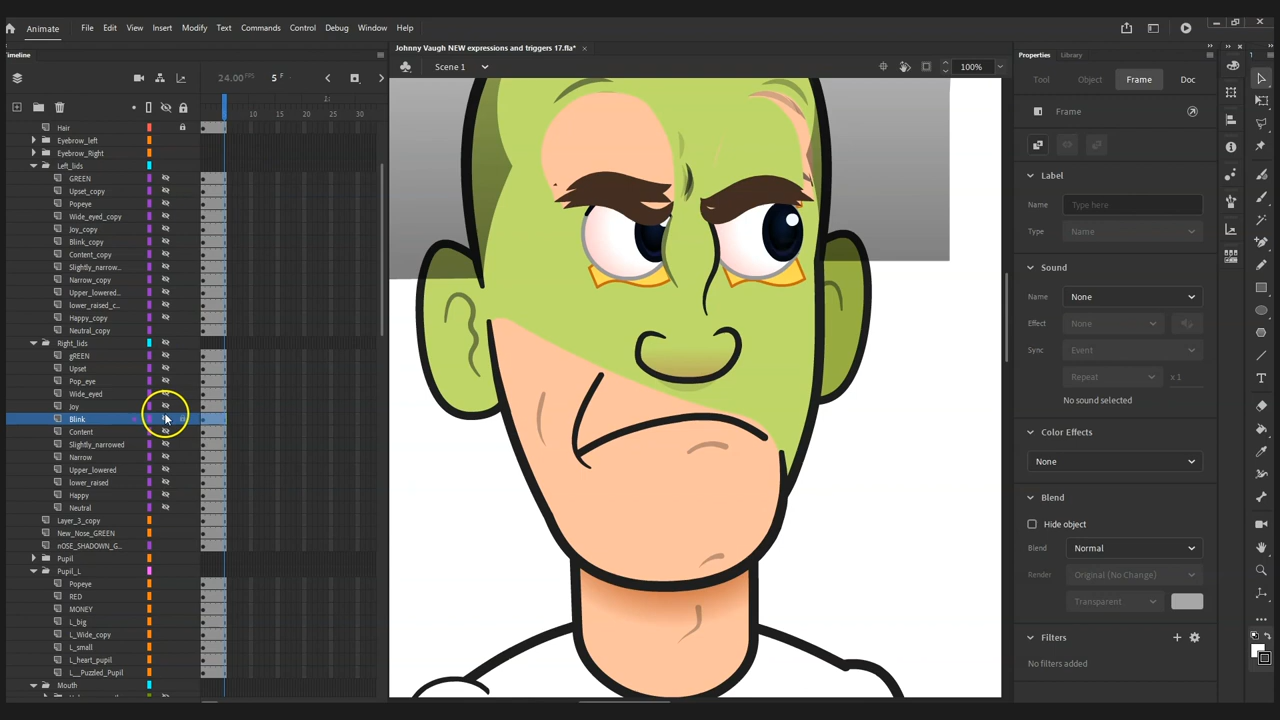 Animate File Edit View Insert Modify Text Commands Control Debug Window Help
Timeline
Johnny Vaugh NEW expressions and triggers 17.fla* ×
Properties Library
24.00 FPS 5 F
Scene 1
100%
Tool Object Frame Doc
10 15 20 25 30
Frame
Hair
Eyebrow_left
Eyebrow_Right
Left_lids
GREEN
Upset_copy
Popeye
Wide_eyed_copy
Joy_copy
Blink_copy
Content_copy
Slightly_narrow...
Narrow_copy
Upper_lowered...
lower_raised_c...
Happy_copy
Neutral_copy
Right_lids
gREEN
Upset
Pop_eye
Wide_eyed
Joy
Blink
Content
Slightly_narrowed
Narrow
Upper_lowered
lower_raised
Happy
Neutral
Layer_3_copy
New_Nose_GREEN
nOSE_SHADOW_G...
Pupil
Pupil_L
Popeye
RED
MONEY
L_big
L_Wide_copy
L_small
L_heart_pupil
L__Puzzled_Pupil
Mouth
Label
Name Type here
Type Name
Sound
Name None
Effect None
Sync Event
Repeat x 1
No sound selected
Color Effects
None
Blend
Hide object
Blend Normal
Render Original (No Change)
Transparent
Filters
No filters added